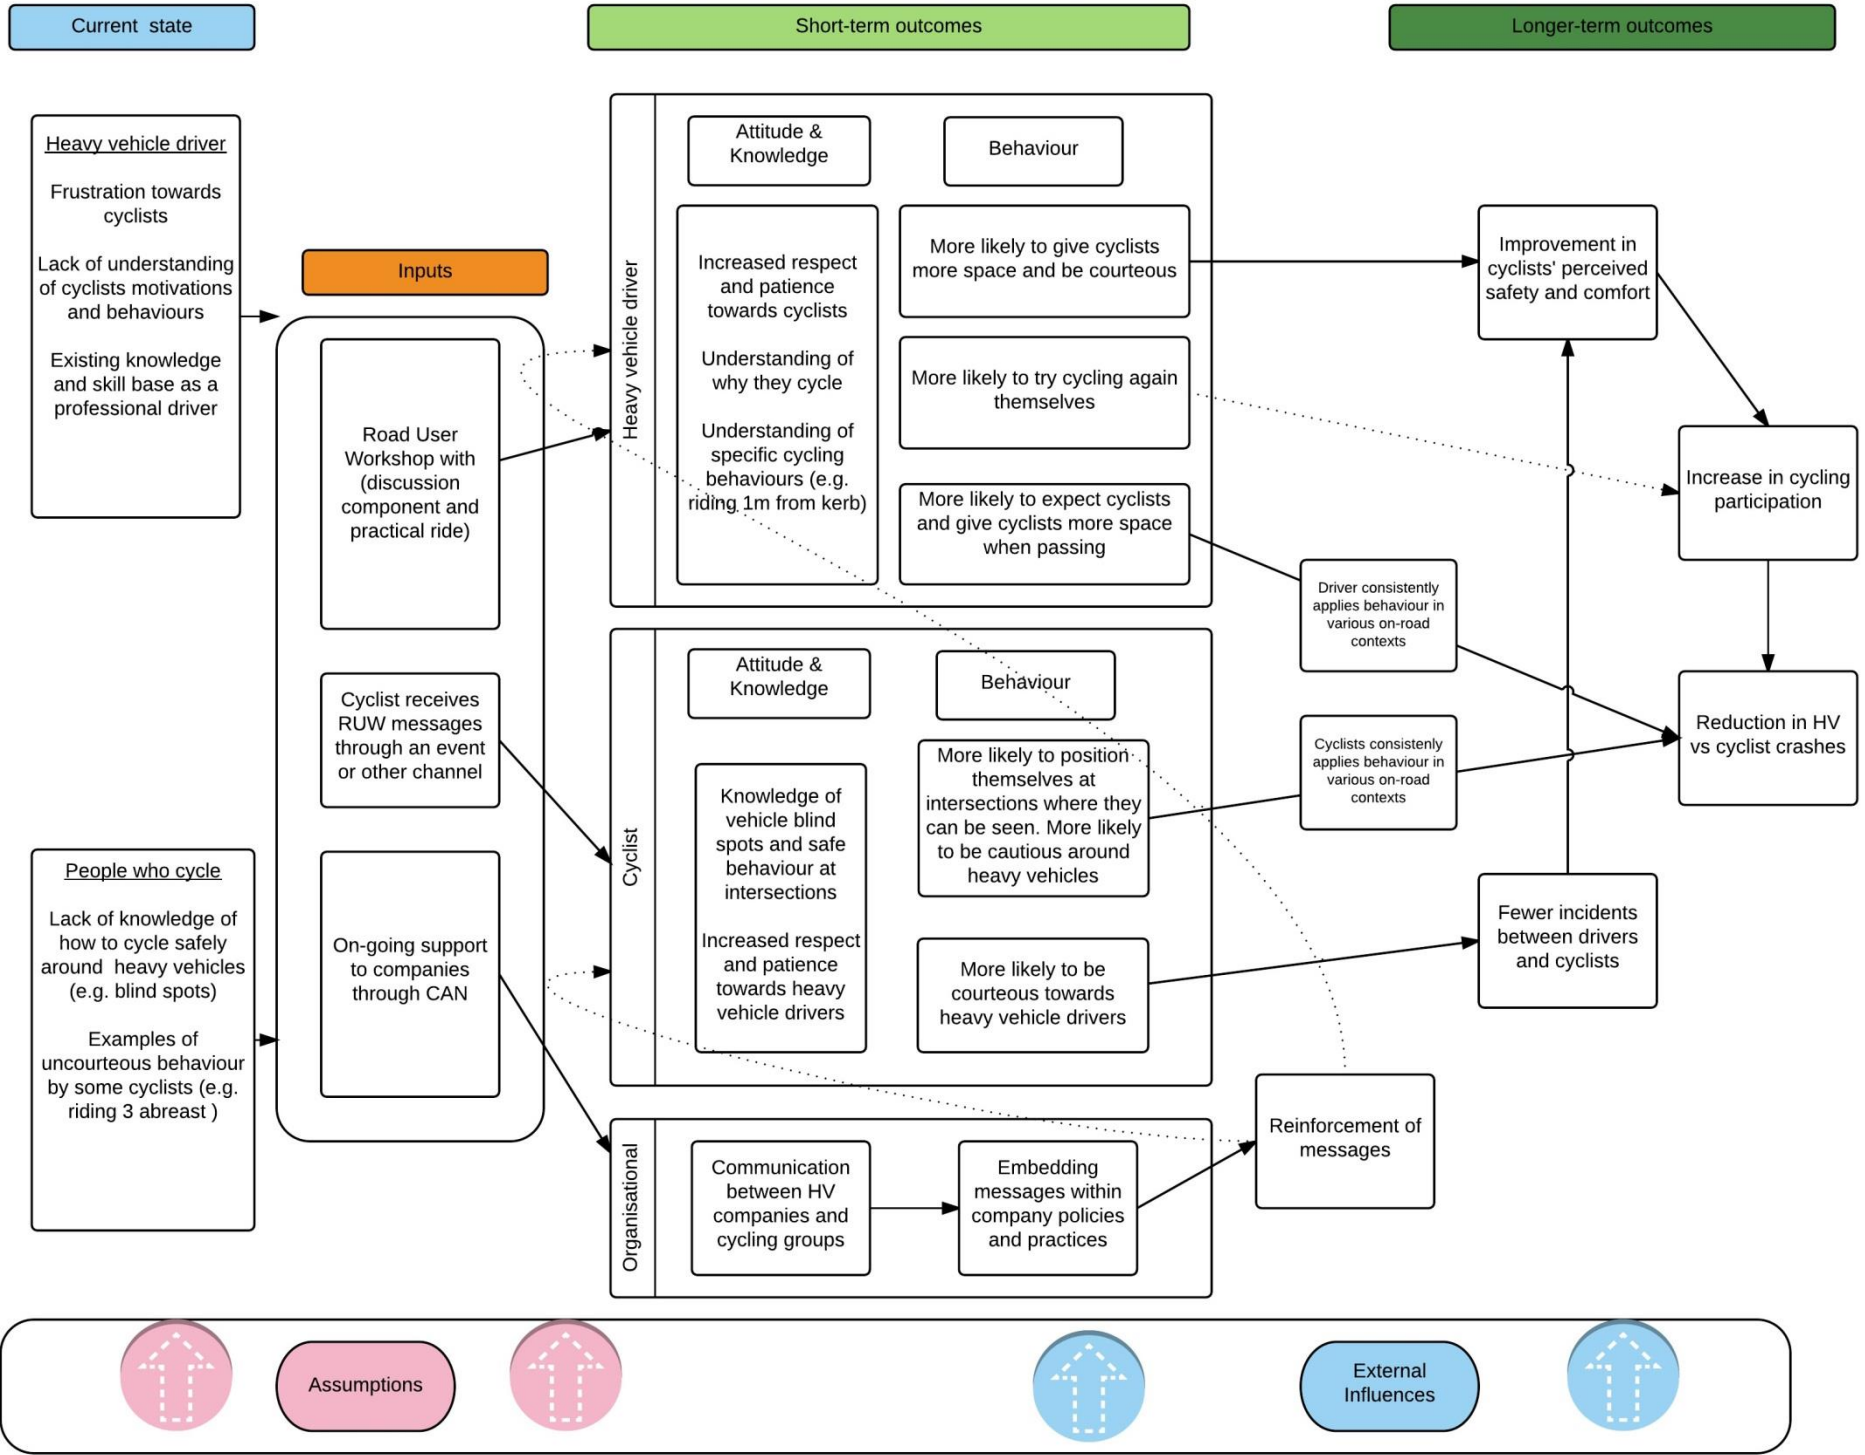 Current  state
Short-term outcomes
Longer-term outcomes
Heavy vehicle driver
Frustration towards
cyclists
Lack of understanding
of cyclists motivations
and behaviours
Existing knowledge
and skill base as a
professional driver
People who cycle
Lack of knowledge of
how to cycle safely
around  heavy vehicles
(e.g. blind spots)
Examples of
uncourteous behaviour
by some cyclists (e.g.
riding 3 abreast )
Inputs
Road User
Workshop with
(discussion
component and
practical ride)
Cyclist receives
RUW messages
through an event
or other channel
On-going support
to companies
through CAN
Heavy vehicle driver
Attitude &
Knowledge
Behaviour
Increased respect
and patience
towards cyclists
Understanding of
why they cycle
Understanding of
specific cycling
behaviours (e.g.
riding 1m from kerb)
More likely to give cyclists
more space and be courteous
More likely to try cycling again
themselves
More likely to expect cyclists
and give cyclists more space
when passing
Cyclist
Attitude &
Knowledge
Behaviour
Knowledge of
vehicle blind
spots and safe
behaviour at
intersections
Increased respect
and patience
towards heavy
vehicle drivers
More likely to position
themselves at
intersections where they
can be seen. More likely
to be cautious around
heavy vehicles
More likely to be
courteous towards
heavy vehicle drivers
Organisational
Communication
between HV
companies and
cycling groups
Embedding
messages within
company policies
and practices
Reinforcement of
messages
Driver consistently
applies behaviour in
various on-road
contexts
Cyclists consistenly
applies behaviour in
various on-road
contexts
Improvement in
cyclists' perceived
safety and comfort
Increase in cycling
participation
Reduction in HV
vs cyclist crashes
Fewer incidents
between drivers
and cyclists
Assumptions
External
Influences